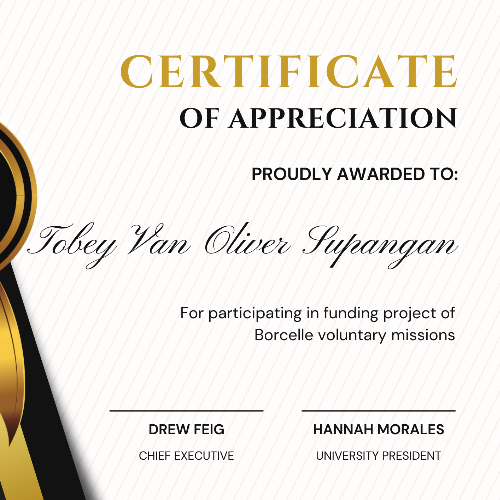 CERTIFICATE
OF APPRECIATION
PROUDLY AWARDED TO:
Tobey Van Oliver Supangan
For participating in funding project of
Borcelle voluntary missions
DREW FEIG
HANNAH MORALES
CHIEF EXECUTIVE
UNIVERSITY PRESIDENT